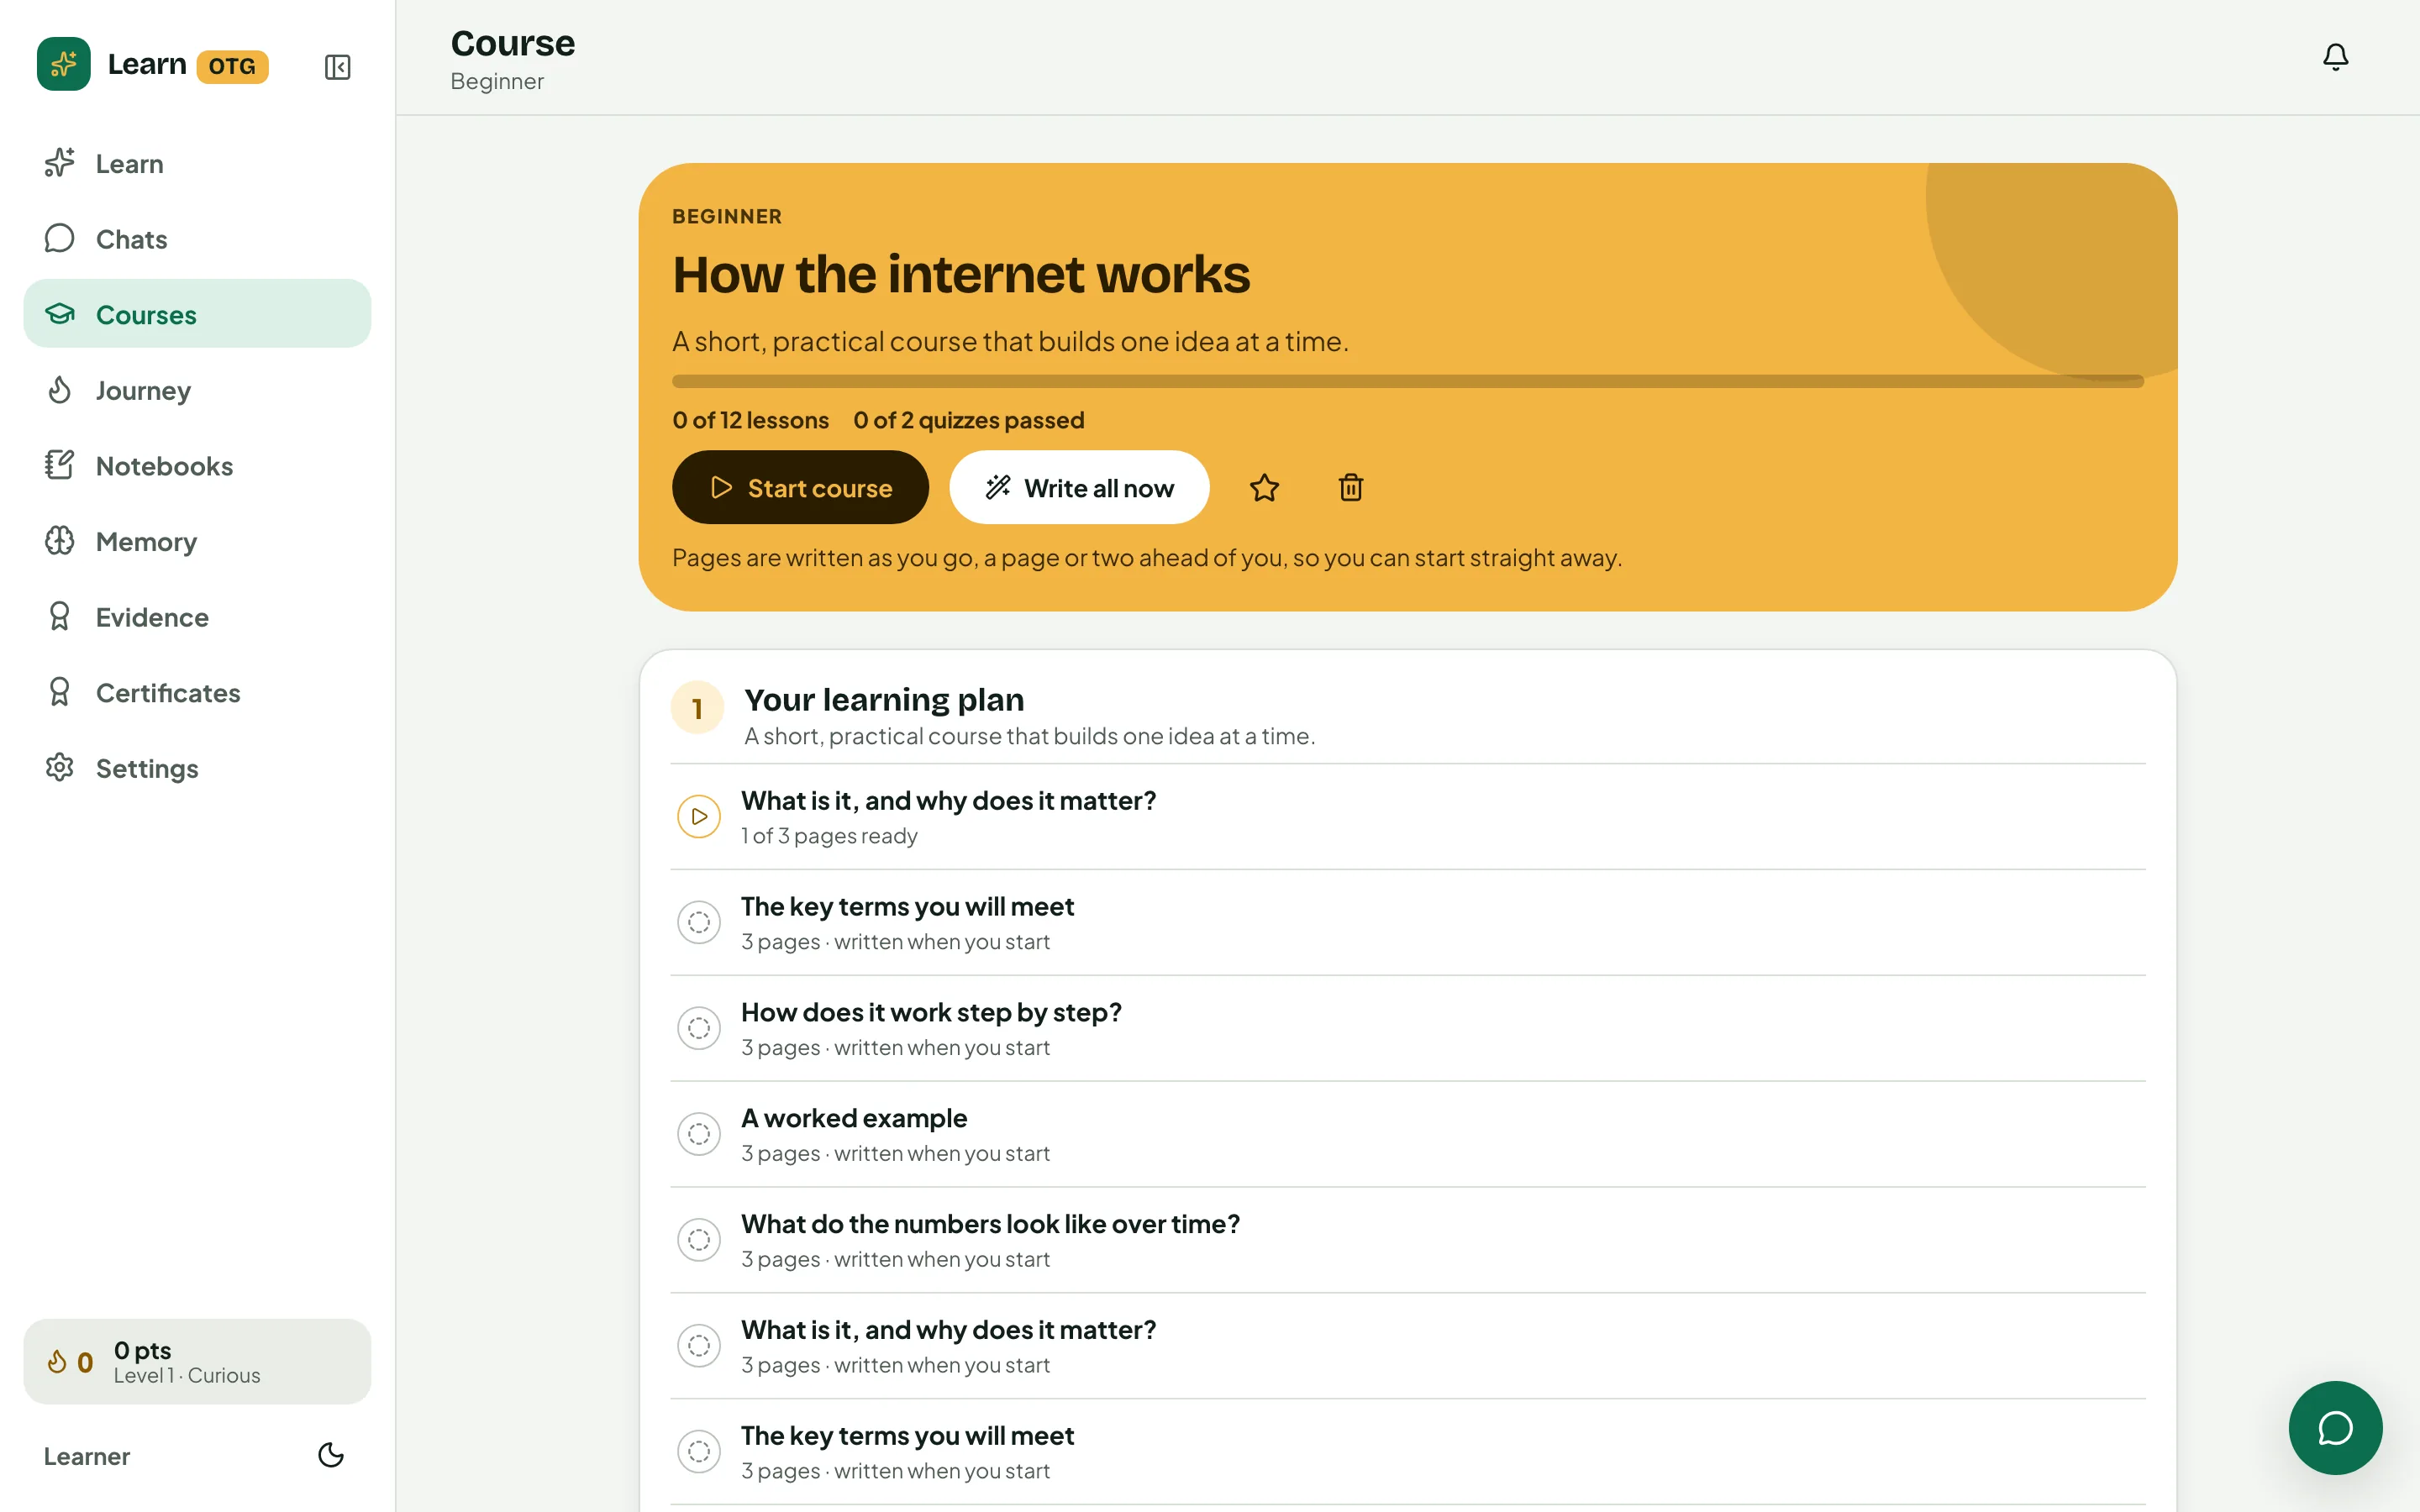 Learn OTG
Learn
Chats
Courses
Journey
Notebooks
Memory
Evidence
Certificates
Settings
0
0 pts
Level 1 · Curious
Learner
Course
Beginner
BEGINNER
How the internet works
A short, practical course that builds one idea at a time.
0 of 12 lessons 0 of 2 quizzes passed
Start course
Write all now
Pages are written as you go, a page or two ahead of you, so you can start straight away.
1
Your learning plan
A short, practical course that builds one idea at a time.
What is it, and why does it matter?
1 of 3 pages ready
The key terms you will meet
3 pages · written when you start
How does it work step by step?
3 pages · written when you start
A worked example
3 pages · written when you start
What do the numbers look like over time?
3 pages · written when you start
What is it, and why does it matter?
3 pages · written when you start
The key terms you will meet
3 pages · written when you start